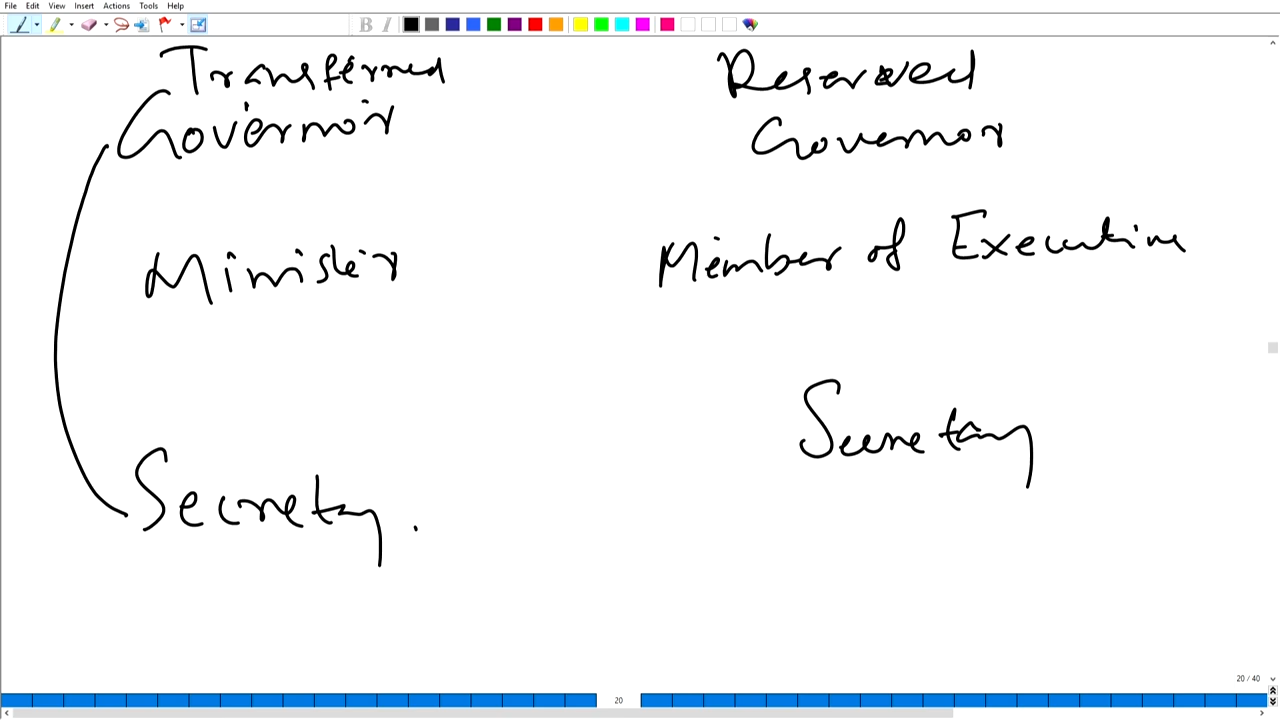 File Edit View Insert Actions Tools Help
B I
Transferred
Reserved
Governor
Governor
Minister
Member of Executive
Secretary
Secretary.
20 / 40
20